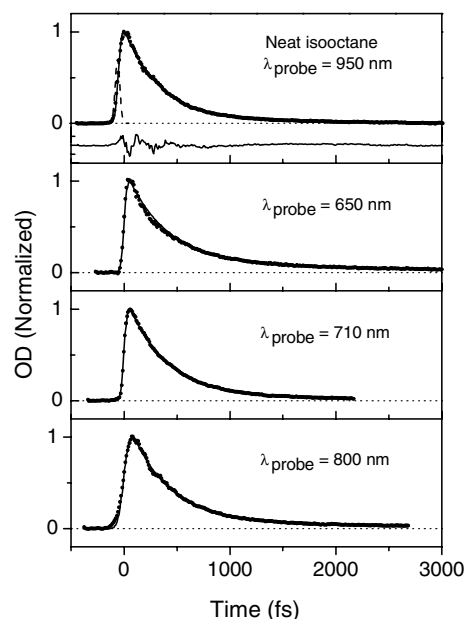 Neat isooctane
λprobe = 950 nm
1
0
λprobe = 650 nm
1
0
OD (Normalized)
λprobe = 710 nm
1
0
λprobe = 800 nm
1
0
0 1000 2000 3000
Time (fs)